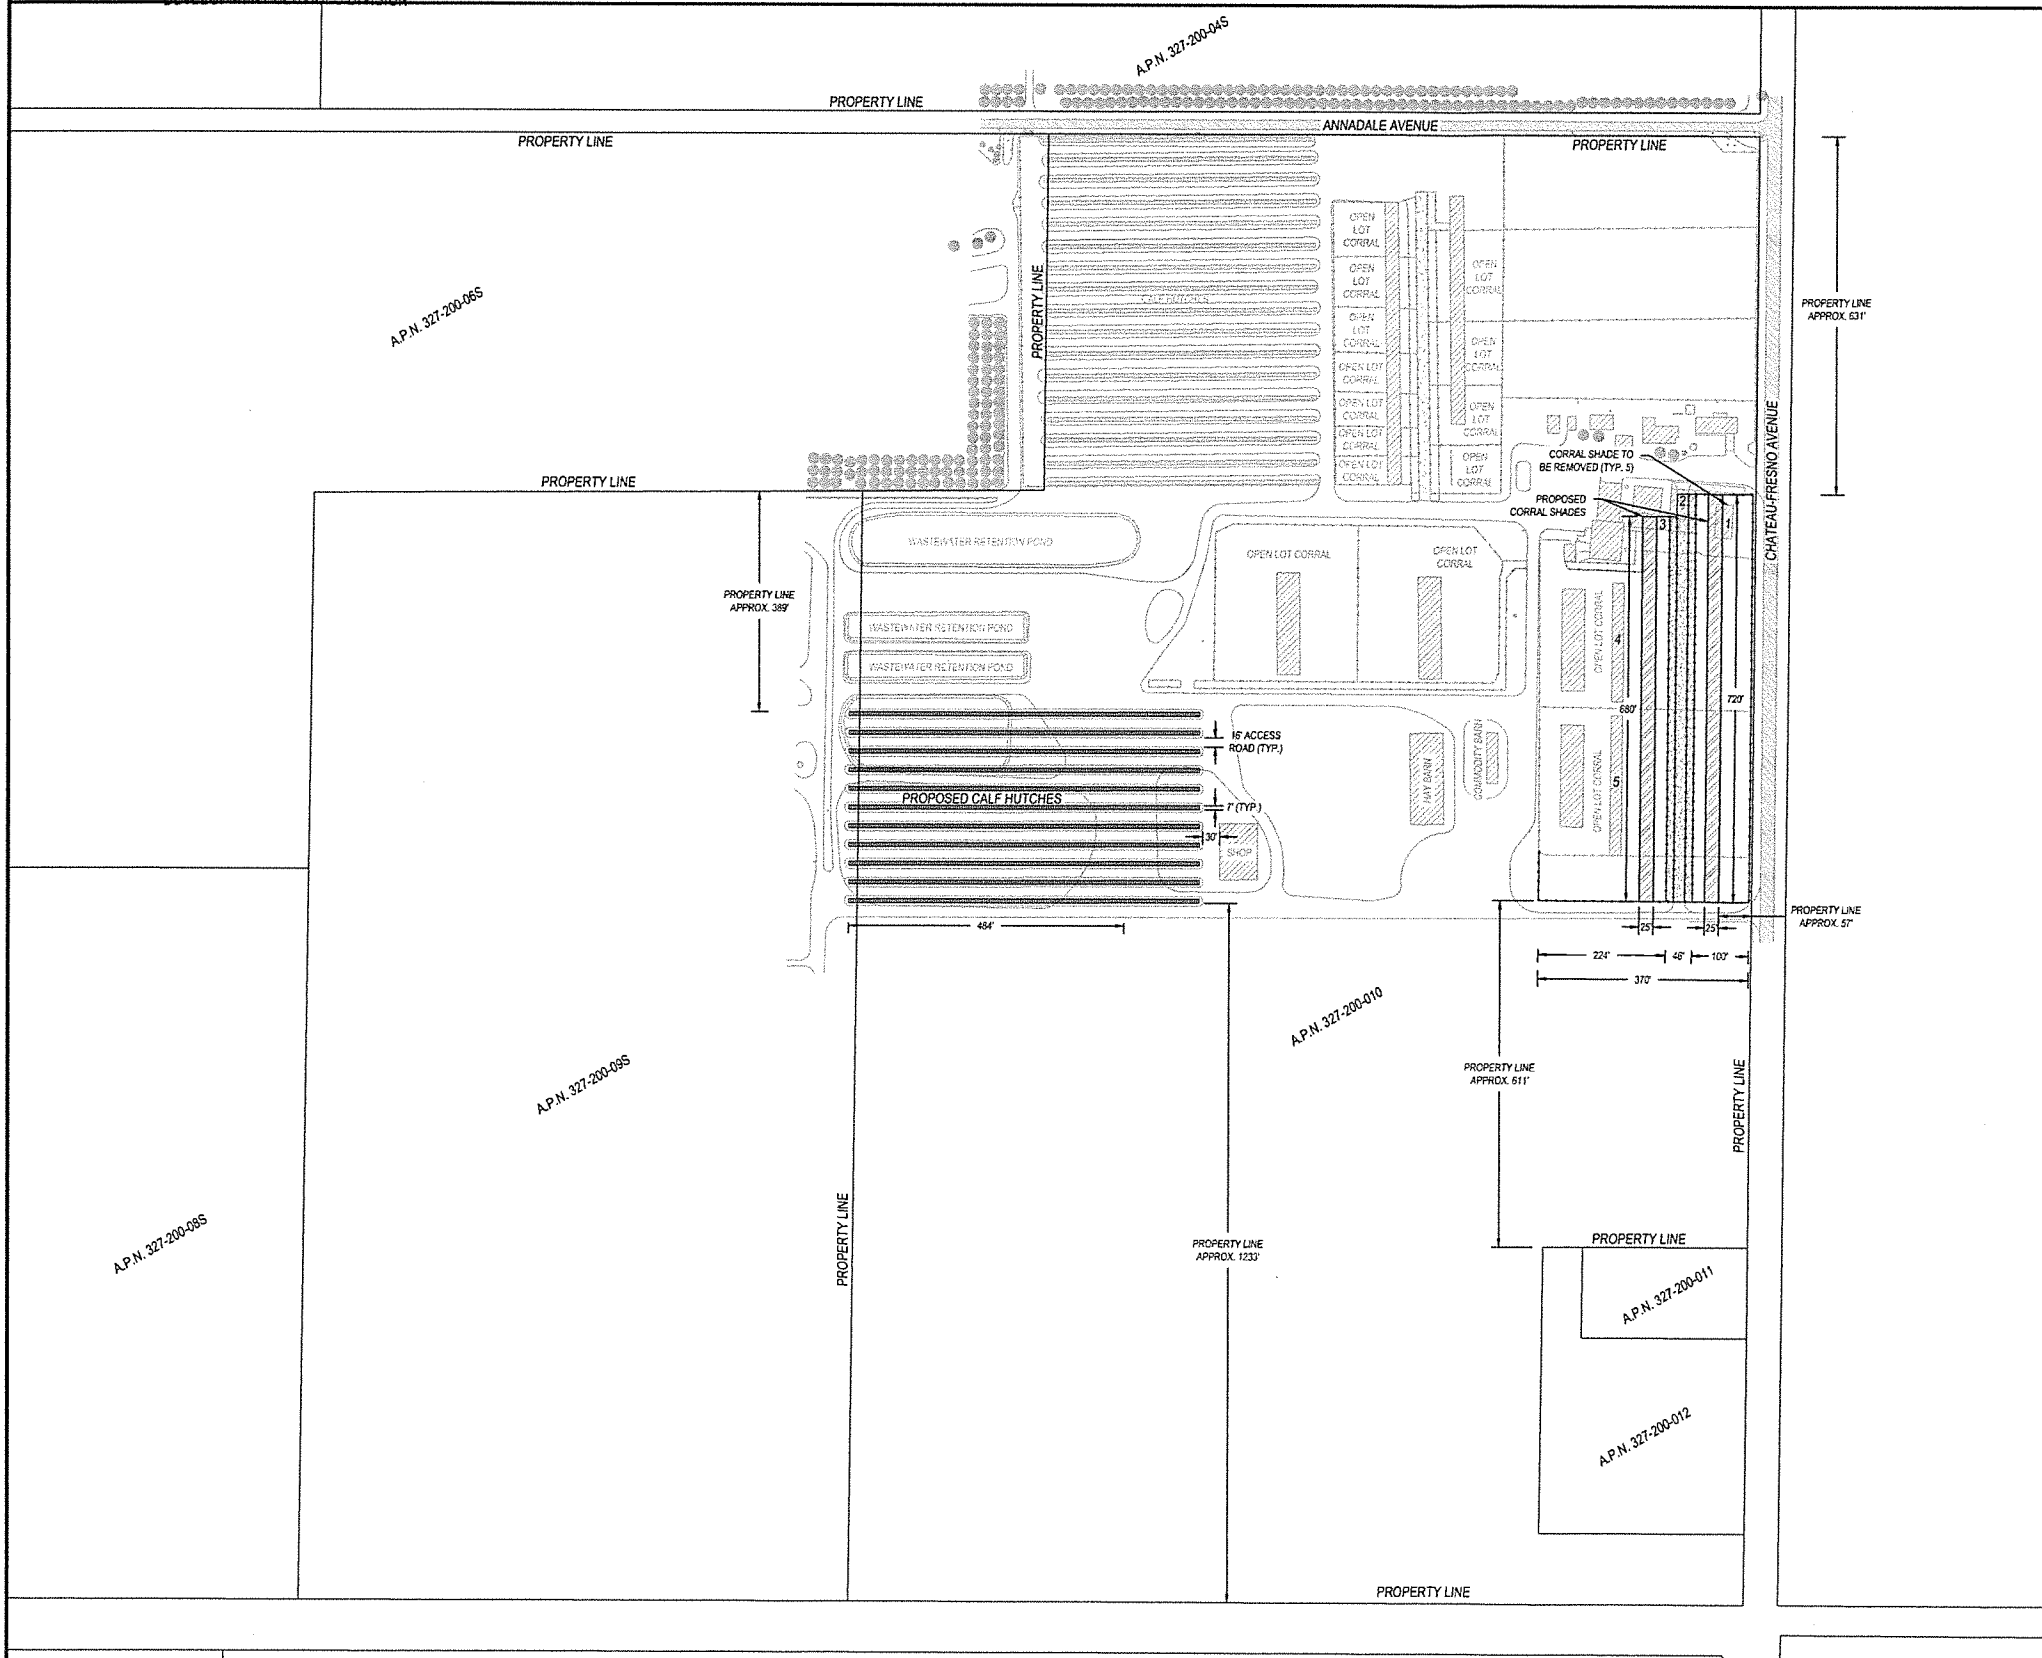 A.P.N. 327-200-04S
PROPERTY LINE
ANNADALE AVENUE
PROPERTY LINE
PROPERTY LINE
PROPERTY LINE
APPROX. 631'
A.P.N. 327-200-06S
PROPERTY LINE
CALF HUTCHES
OPEN
LOT
CORRAL
OPEN
LOT
CORRAL
OPEN
LOT
CORRAL
OPEN LOT
CORRAL
OPEN LOT
CORRAL
OPEN LOT
CORRAL
OPEN LOT
CORRAL
OPEN
LOT
CORRAL
OPEN
LOT
CORRAL
OPEN
LOT
CORRAL
OPEN
LOT
CORRAL
CHATEAU-FRESNO AVENUE
CORRAL SHADE TO
BE REMOVED (TYP. 5)
PROPOSED
CORRAL SHADES
PROPERTY LINE
2
1
3
WASTEWATER RETENTION POND
OPEN LOT CORRAL
OPEN LOT
CORRAL
PROPERTY LINE
APPROX. 389'
WASTEWATER RETENTION POND
WASTEWATER RETENTION POND
OPEN LOT CORRAL
4
680'
720'
16' ACCESS
ROAD (TYP.)
HAY BARN
COMMODITY BARN
OPEN LOT CORRAL
5
PROPOSED CALF HUTCHES
7' (TYP.)
30'
SHOP
484'
25'
25'
PROPERTY LINE
APPROX. 57'
224'
46'
100'
370'
A.P.N. 327-200-010
A.P.N. 327-200-09S
PROPERTY LINE
APPROX. 611'
PROPERTY LINE
A.P.N. 327-200-08S
PROPERTY LINE
PROPERTY LINE
APPROX. 1233'
PROPERTY LINE
A.P.N. 327-200-011
A.P.N. 327-200-012
PROPERTY LINE